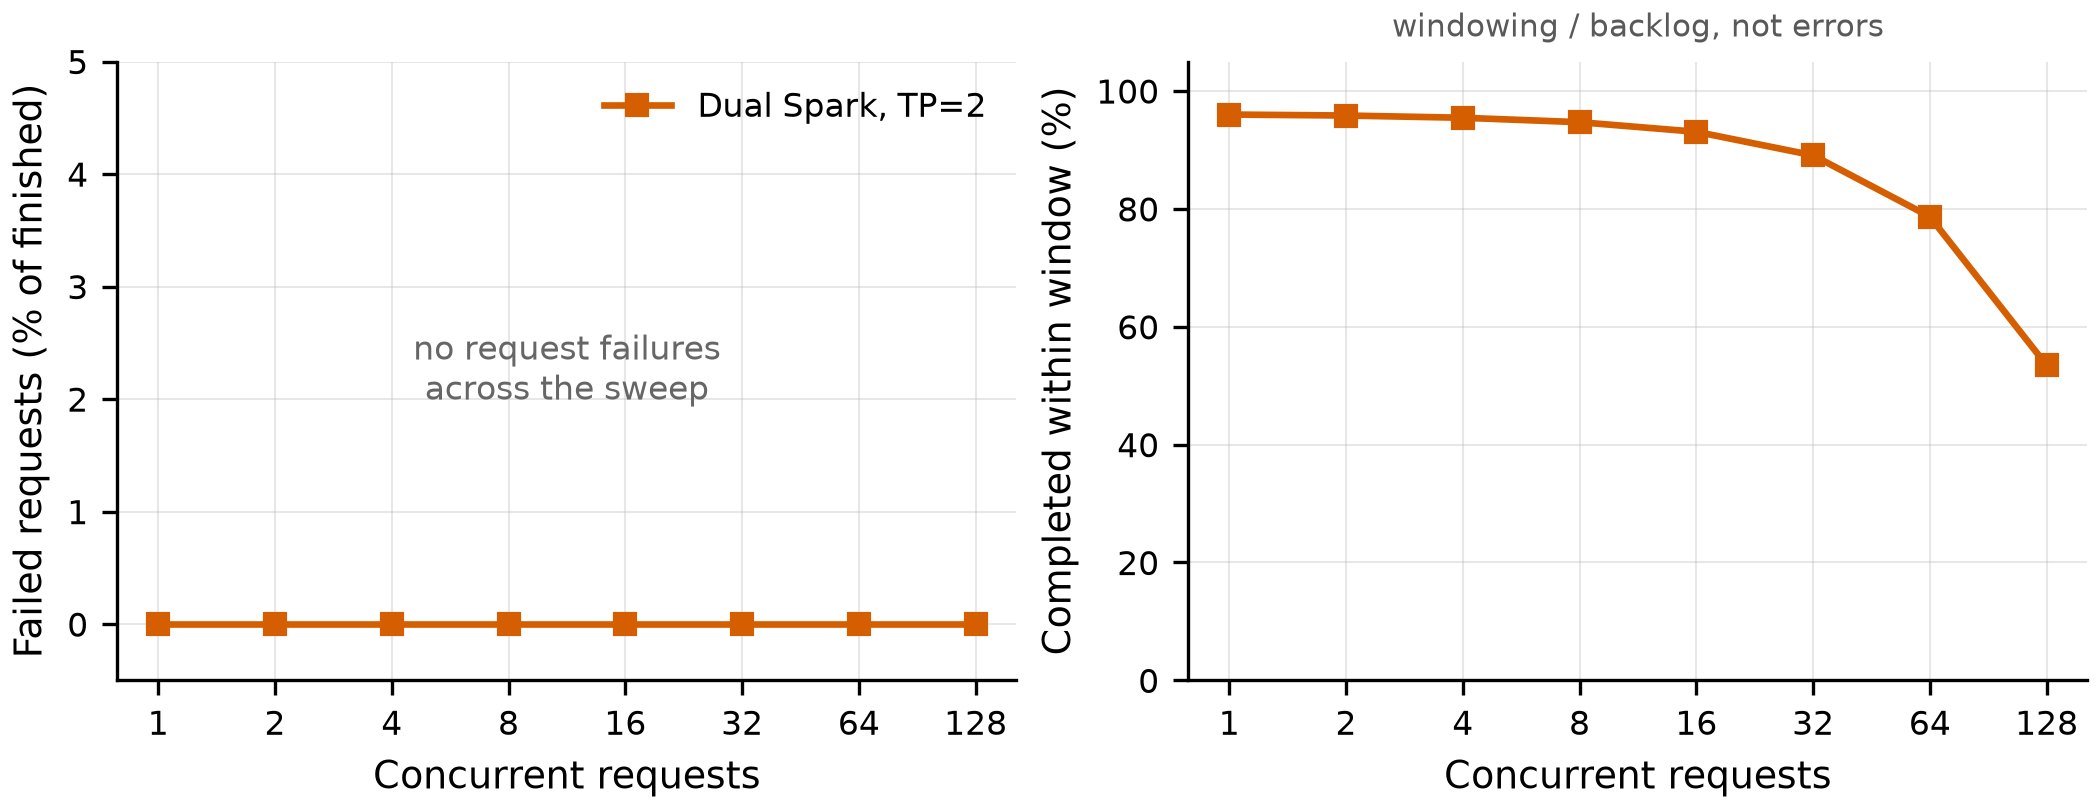 Failed requests (% of finished)
5
4
3
2
1
0
Dual Spark, TP=2
no request failures
across the sweep
1 2 4 8 16 32 64 128
Concurrent requests
windowing / backlog, not errors
Completed within window (%)
100
80
60
40
20
0
1 2 4 8 16 32 64 128
Concurrent requests